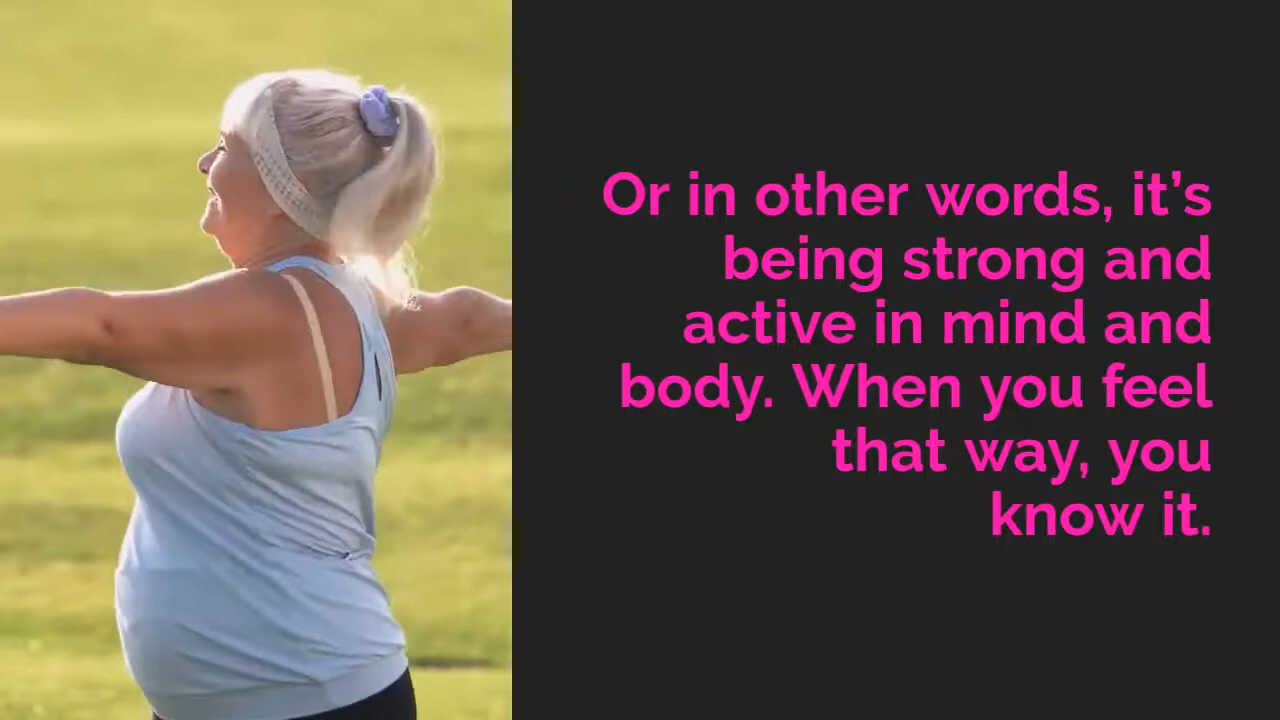 Or in other words, it’s
being strong and
active in mind and
body. When you feel
that way, you
know it.